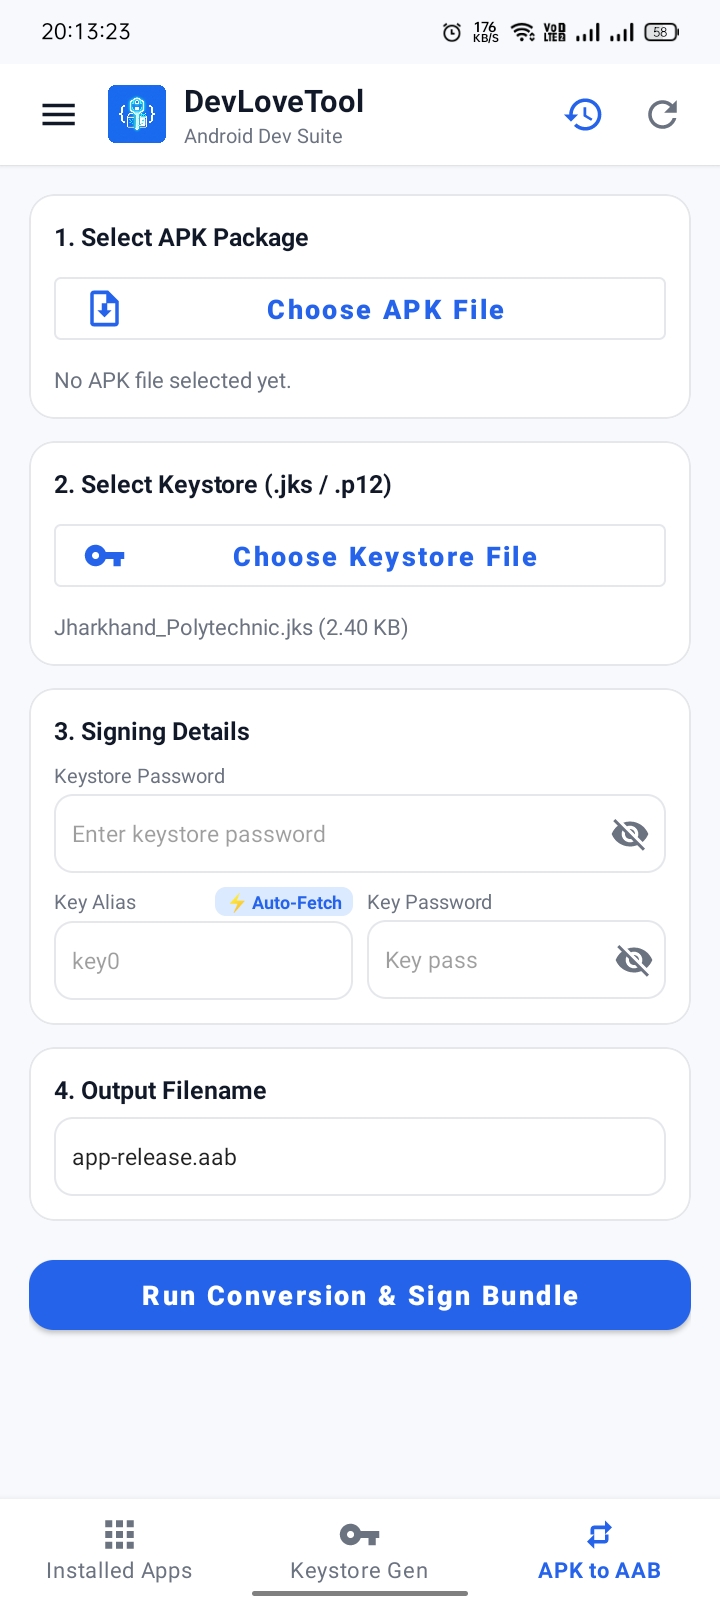 20:13:23
176 KB/S
VoD LTE2
58
DevLoveTool
Android Dev Suite
1. Select APK Package
Choose APK File
No APK file selected yet.
2. Select Keystore (.jks / .p12)
Choose Keystore File
Jharkhand_Polytechnic.jks (2.40 KB)
3. Signing Details
Keystore Password
Enter keystore password
Key Alias
⚡ Auto-Fetch
Key Password
key0
Key pass
4. Output Filename
app-release.aab
Run Conversion & Sign Bundle
Installed Apps
Keystore Gen
APK to AAB